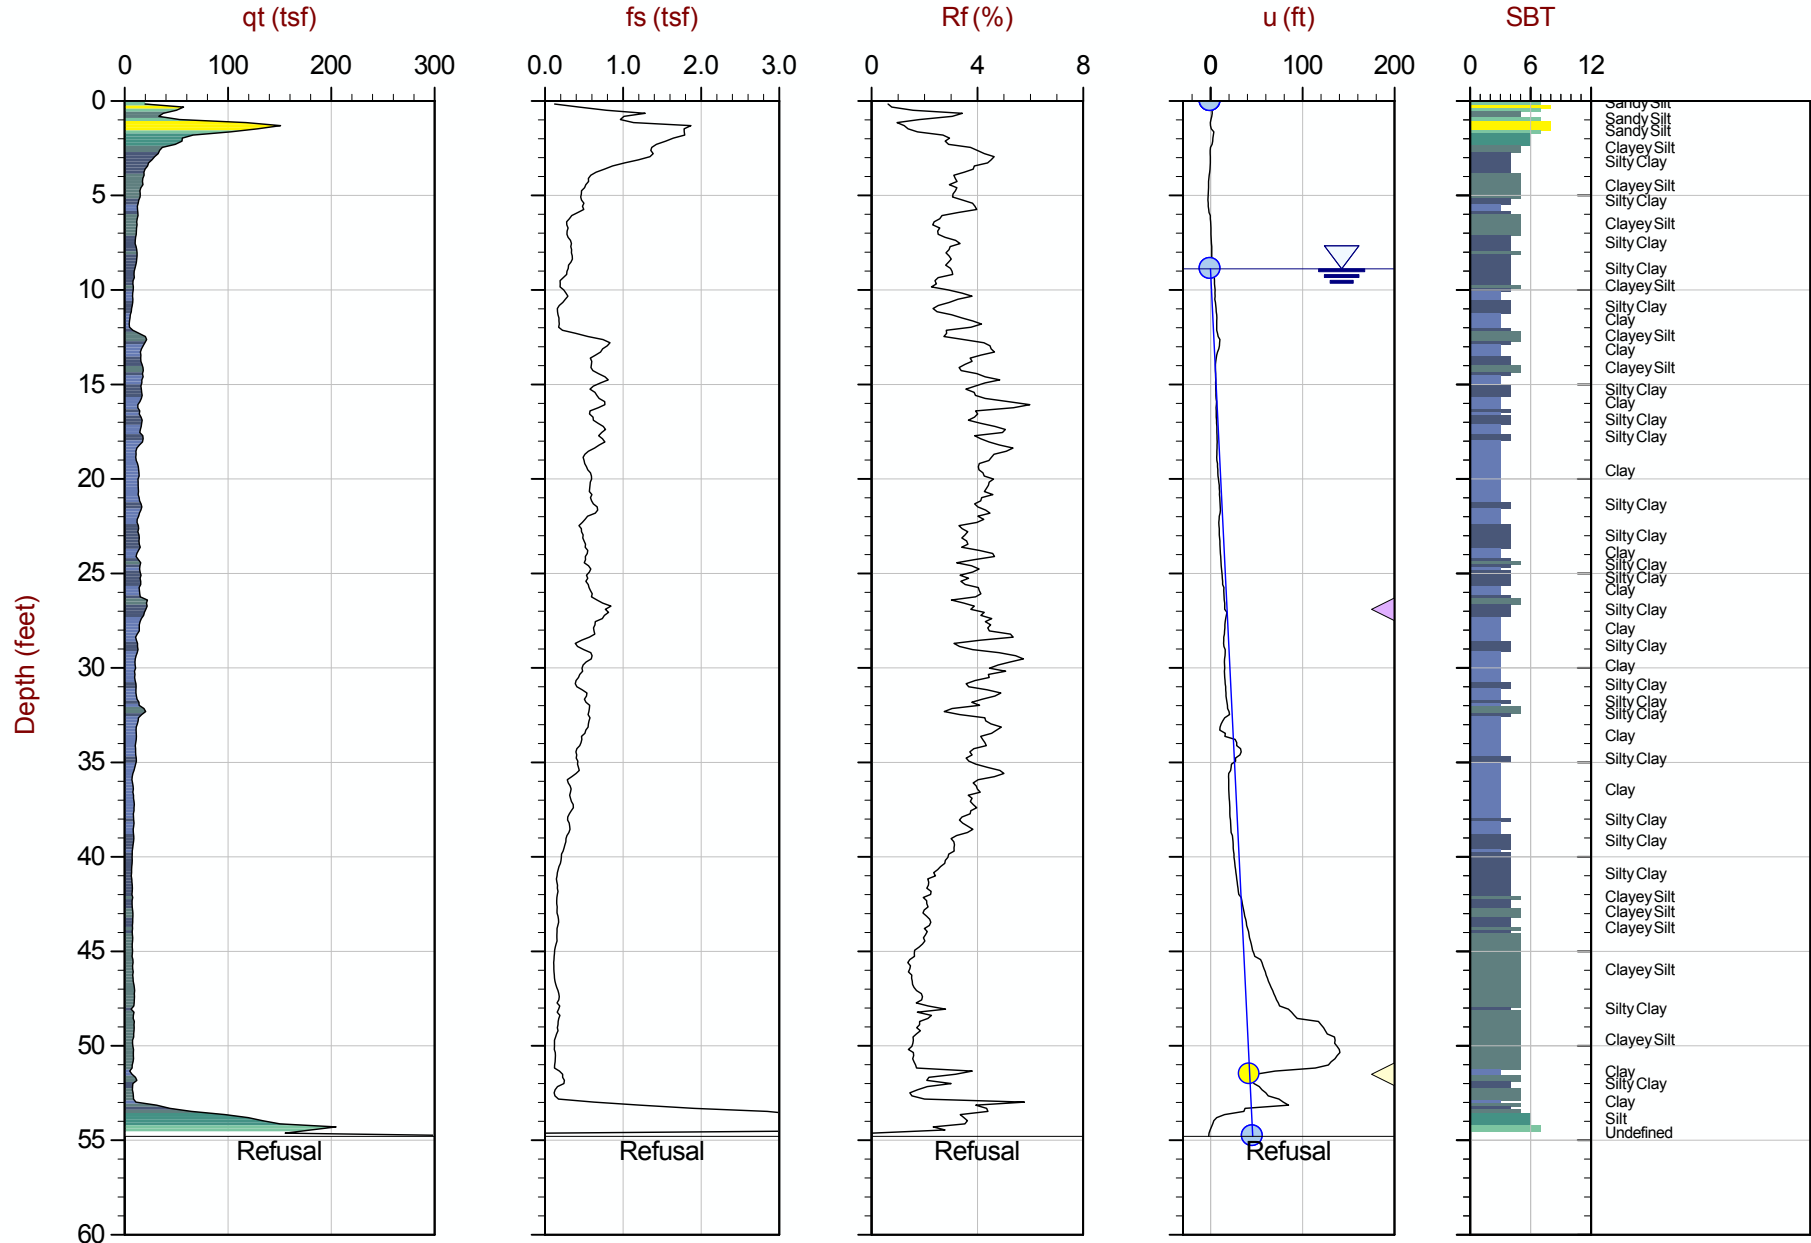 qt (tsf)
fs (tsf)
Rf (%)
u (ft)
SBT
0 100 200 300
0.0 1.0 2.0 3.0
0 4 8
0 100 200
0 6 12
Depth (feet)
0
5
10
15
20
25
30
35
40
45
50
55
60
Refusal
Refusal
Refusal
Refusal
Sandy Silt
Sandy Silt
Sandy Silt
Clayey Silt
Silty Clay
Clayey Silt
Silty Clay
Clayey Silt
Silty Clay
Silty Clay
Clayey Silt
Silty Clay
Clay
Clayey Silt
Clay
Clayey Silt
Silty Clay
Clay
Silty Clay
Silty Clay
Clay
Silty Clay
Silty Clay
Clay
Silty Clay
Silty Clay
Clay
Silty Clay
Clay
Silty Clay
Clay
Silty Clay
Silty Clay
Silty Clay
Clay
Silty Clay
Clay
Silty Clay
Silty Clay
Silty Clay
Clayey Silt
Clayey Silt
Clayey Silt
Clayey Silt
Silty Clay
Clayey Silt
Clay
Silty Clay
Clay
Silt
Undefined